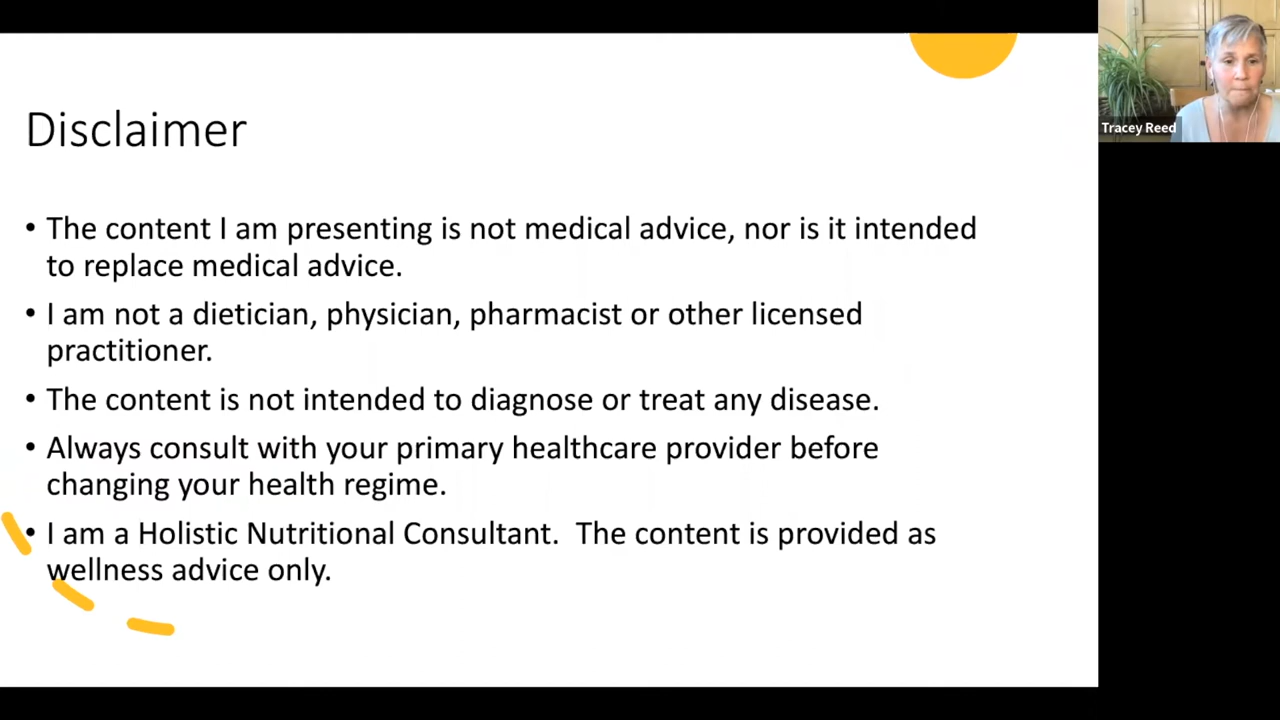 Disclaimer
• The content I am presenting is not medical advice, nor is it intended
to replace medical advice.
• I am not a dietician, physician, pharmacist or other licensed
practitioner.
• The content is not intended to diagnose or treat any disease.
• Always consult with your primary healthcare provider before
changing your health regime.
• I am a Holistic Nutritional Consultant.  The content is provided as
wellness advice only.
Tracey Reed